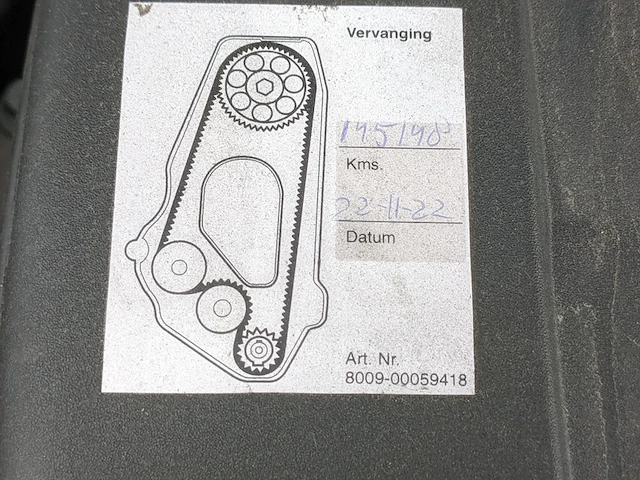 Vervanging
195198
Kms.
22-11-22
Datum
Art. Nr.
8009-00059418